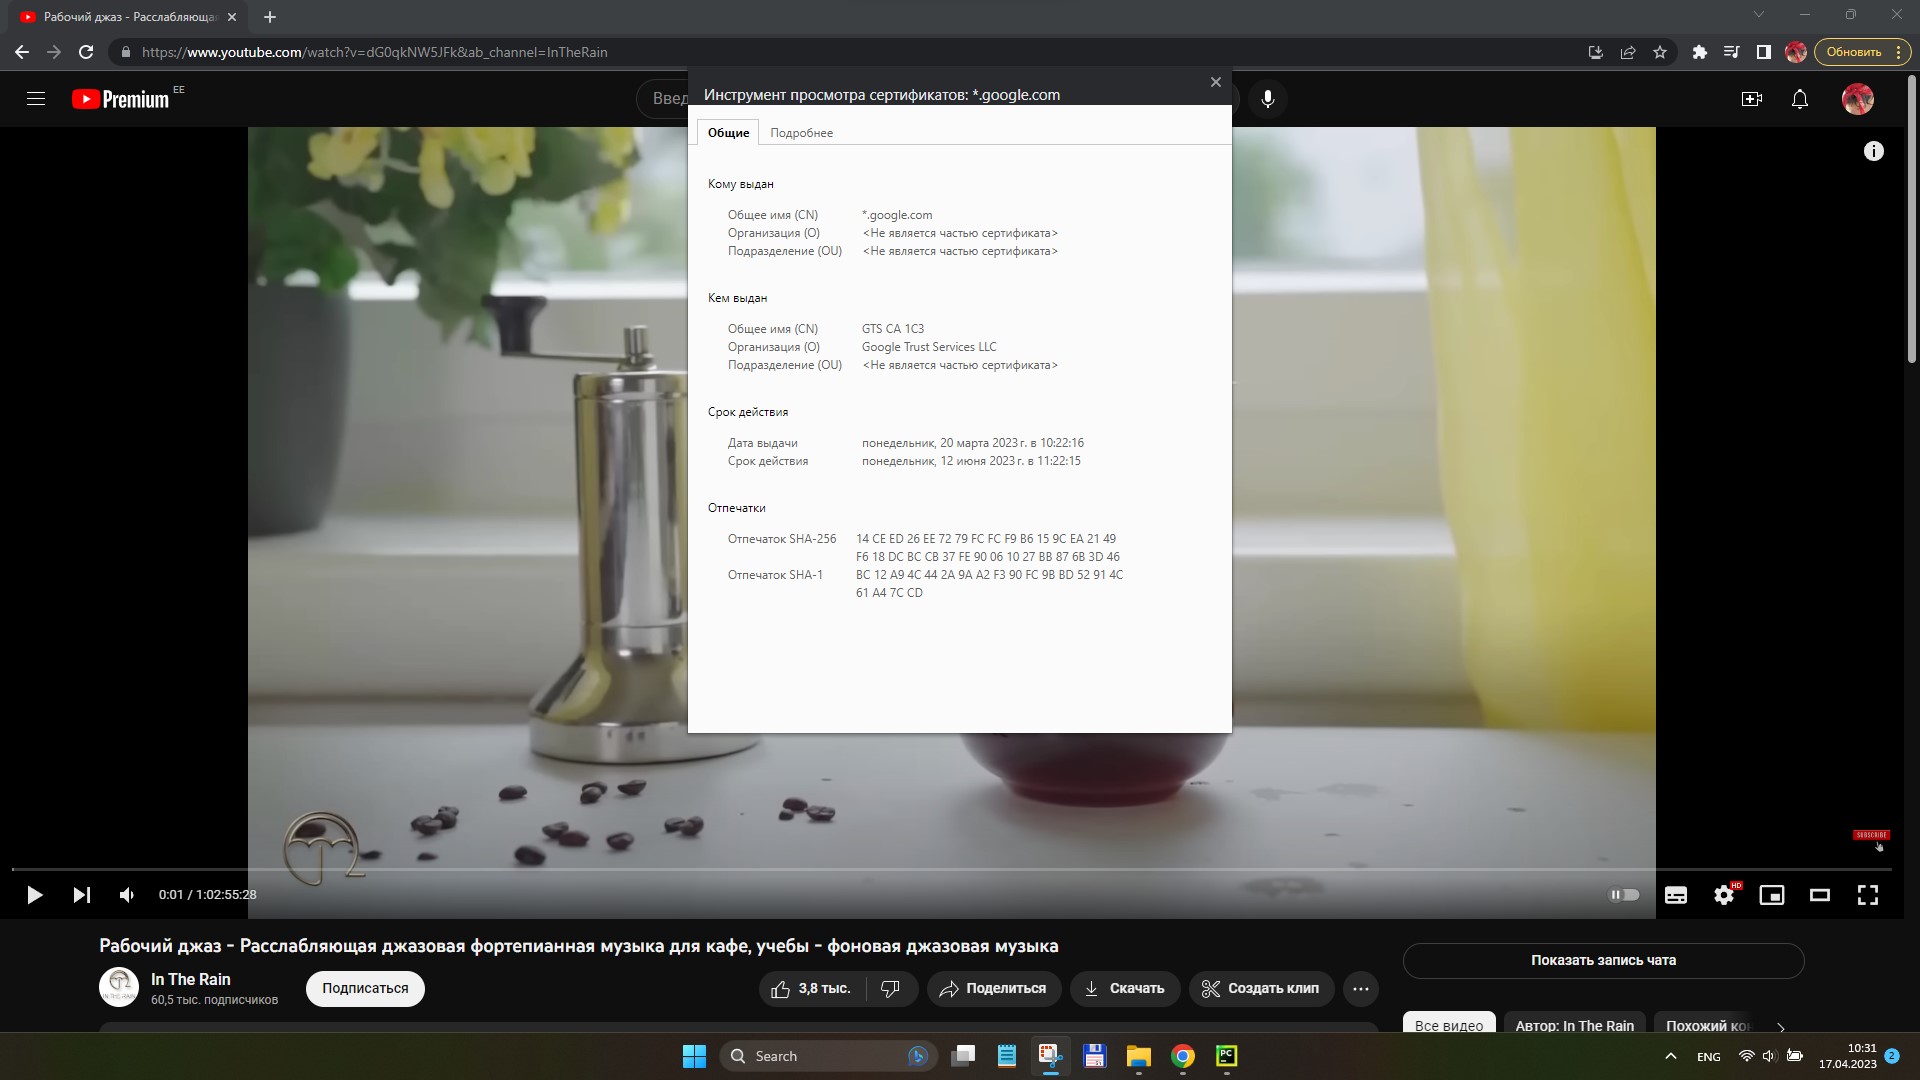 Рабочий джаз - Расслабляющая
https://www.youtube.com/watch?v=dG0qkNW5JFk&ab_channel=InTheRain
Обновить
Premium
EE
Введ
Инструмент просмотра сертификатов: *.google.com
Общие
Подробнее
Кому выдан
Общее имя (CN) *.google.com
Организация (O) <Не является частью сертификата>
Подразделение (OU) <Не является частью сертификата>
Кем выдан
Общее имя (CN) GTS CA 1C3
Организация (O) Google Trust Services LLC
Подразделение (OU) <Не является частью сертификата>
Срок действия
Дата выдачи понедельник, 20 марта 2023 г. в 10:22:16
Срок действия понедельник, 12 июня 2023 г. в 11:22:15
Отпечатки
Отпечаток SHA-256 14 CE ED 26 EE 72 79 FC FC F9 B6 15 9C EA 21 49
F6 18 DC BC CB 37 FE 90 06 10 27 BB 87 6B 3D 46
Отпечаток SHA-1 BC 12 A9 4C 44 2A 9A A2 F3 90 FC 9B BD 52 91 4C
61 A4 7C CD
SUBSCRIBE
0:01 / 1:02:55:28
HD
Рабочий джаз - Расслабляющая джазовая фортепианная музыка для кафе, учебы - фоновая джазовая музыка
In The Rain
60,5 тыс. подписчиков
Подписаться
3,8 тыс.
Поделиться
Скачать
Создать клип
Показать запись чата
Все видео
Автор: In The Rain
Похожий кон
Search
PC
ENG
10:31
17.04.2023
2